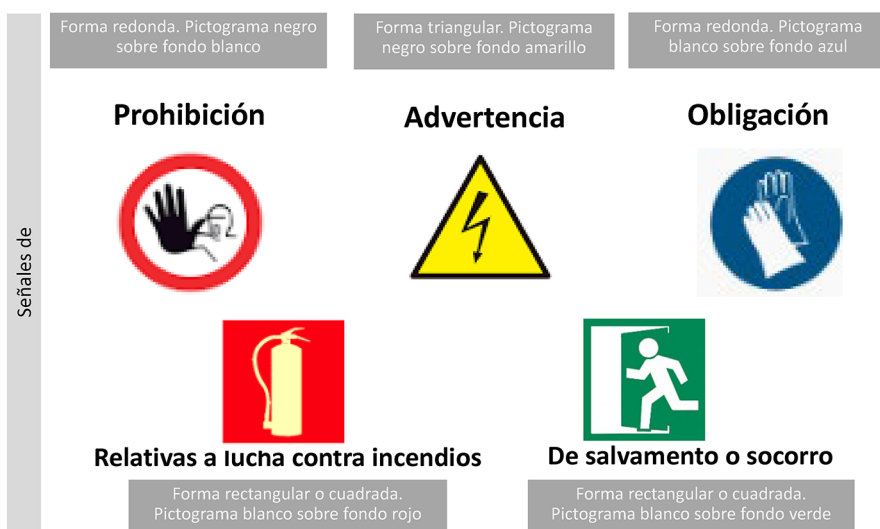 Forma redonda. Pictograma negro
sobre fondo blanco
Forma triangular. Pictograma
negro sobre fondo amarillo
Forma redonda. Pictograma
blanco sobre fondo azul
Prohibición
Advertencia
Obligación
Señales de
Relativas a lucha contra incendios
De salvamento o socorro
Forma rectangular o cuadrada.
Pictograma blanco sobre fondo rojo
Forma rectangular o cuadrada.
Pictograma blanco sobre fondo verde